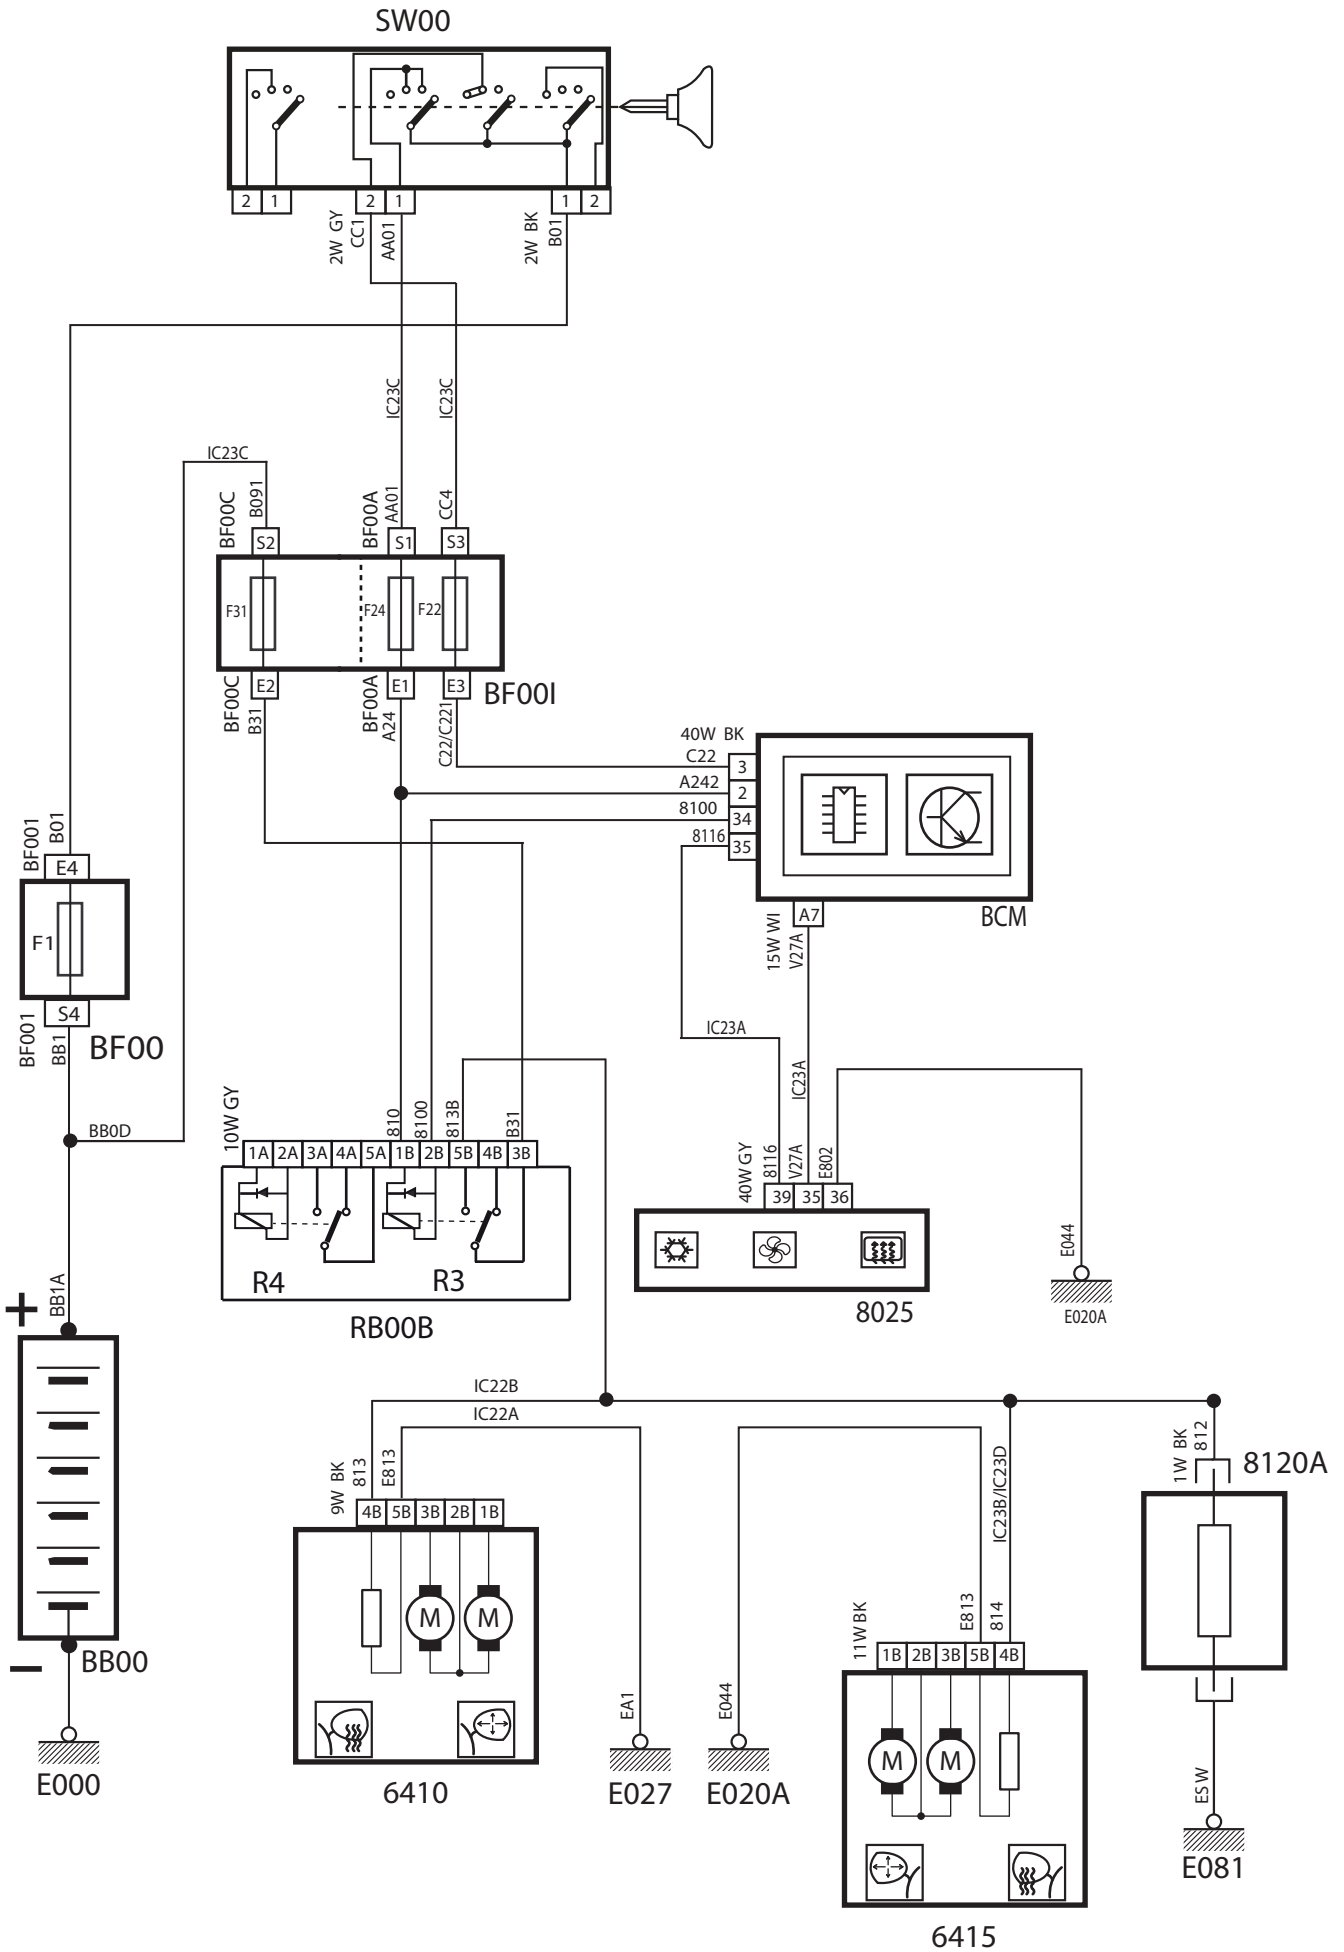 SW00
2 1
2 1
1 2
2W GY
CC1
AA01
2W BK
B01
IC23C
IC23C
IC23C
BF00C
B091
BF00A
AA01
CC4
S2
S1
S3
F31
F24
F22
E2
E1
E3
BF00I
BF00C
B31
BF00A
A24
C22/C221
40W BK
C22
3
A242
2
8100
34
8116
35
BCM
A7
15W WI
V27A
BF001
B01
E4
F1
S4
BF001
BB1
BF00
BB0D
IC23A
IC23A
10W GY
810
8100
813B
B31
1A 2A 3A 4A 5A 1B 2B 5B 4B 3B
R4
R3
RB00B
40W GY
8116
V27A
E802
39 35 36
8025
E044
E020A
+
BB1A
–
BB00
E000
IC22B
IC22A
9W BK
813
E813
4B 5B 3B 2B 1B
M M
6410
EA1
E027
E044
E020A
IC23B/IC23D
11W BK
E813
814
1B 2B 3B 5B 4B
M M
6415
1W BK
812
8120A
ES W
E081